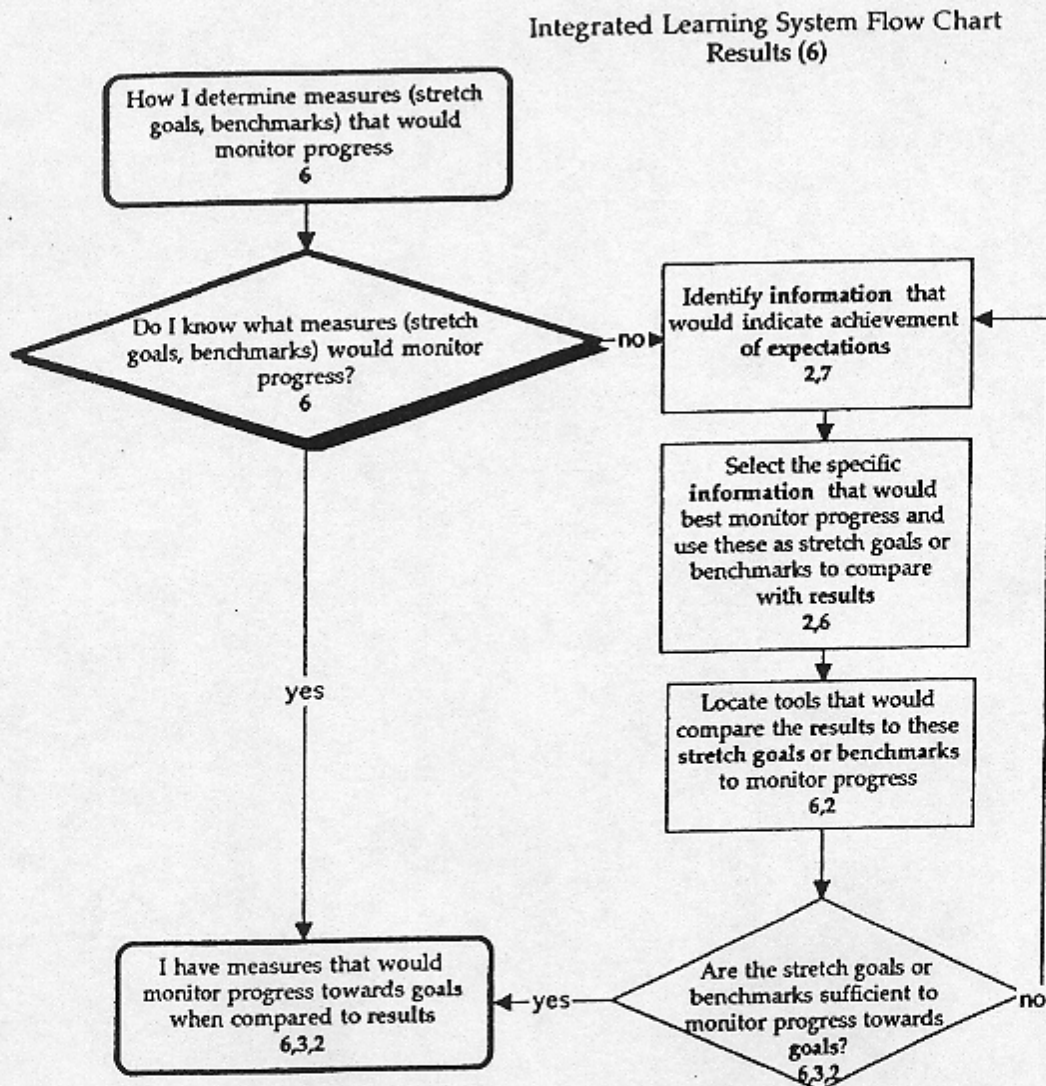 Integrated Learning System Flow Chart
Results (6)
How I determine measures (stretch
goals, benchmarks) that would
monitor progress
6
Do I know what measures (stretch
goals, benchmarks) would monitor
progress?
6
no
Identify information that
would indicate achievement
of expectations
2,7
Select the specific
information that would
best monitor progress and
use these as stretch goals or
benchmarks to compare
with results
2,6
yes
Locate tools that would
compare the results to these
stretch goals or benchmarks
to monitor progress
6,2
I have measures that would
monitor progress towards goals
when compared to results
6,3,2
yes
Are the stretch goals or
benchmarks sufficient to
monitor progress towards
goals?
6,3,2
no